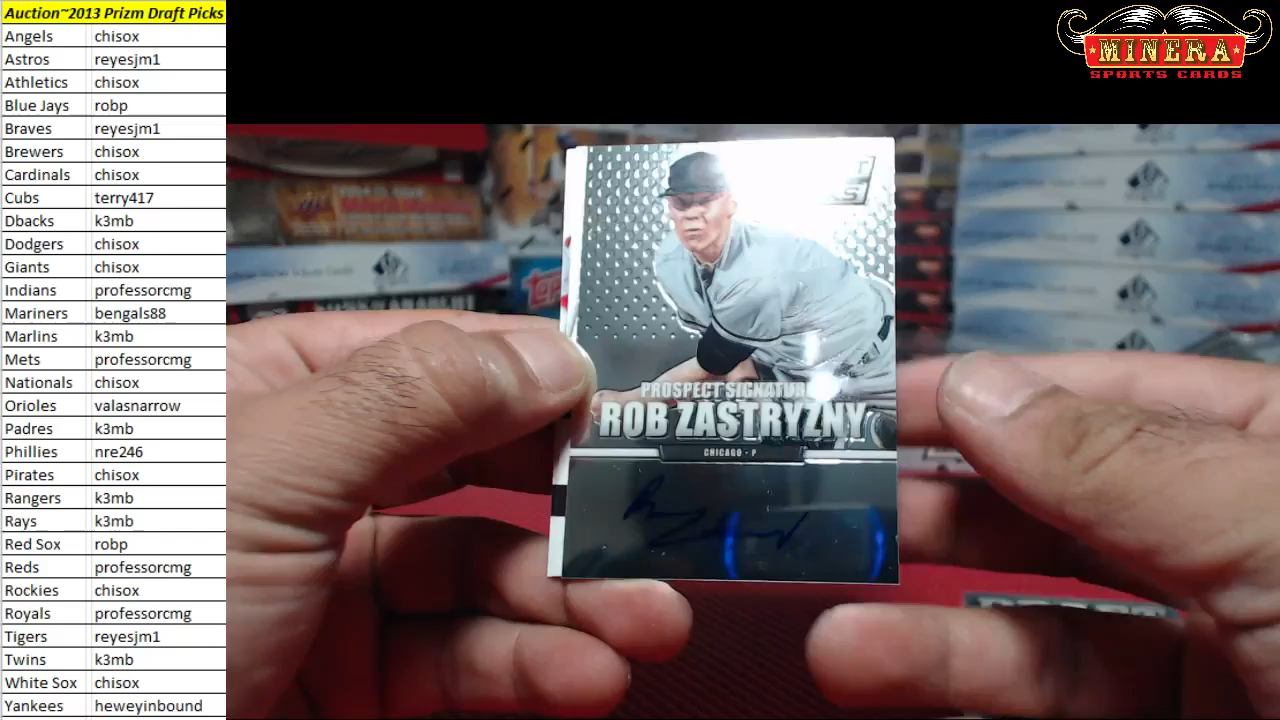 Auction~2013 Prizm Draft Picks
Angels chisox
Astros reyesjm1
Athletics chisox
Blue Jays robp
Braves reyesjm1
Brewers chisox
Cardinals chisox
Cubs terry417
Dbacks k3mb
Dodgers chisox
Giants chisox
Indians professorcmg
Mariners bengals88
Marlins k3mb
Mets professorcmg
Nationals chisox
Orioles valasnarrow
Padres k3mb
Phillies nre246
Pirates chisox
Rangers k3mb
Rays k3mb
Red Sox robp
Reds professorcmg
Rockies chisox
Royals professorcmg
Tigers reyesjm1
Twins k3mb
White Sox chisox
Yankees heweyinbound
MINERA
SPORTS CARDS
PROSPECT SIGNATUR
ROB ZASTRYZNY
CHICAGO - P